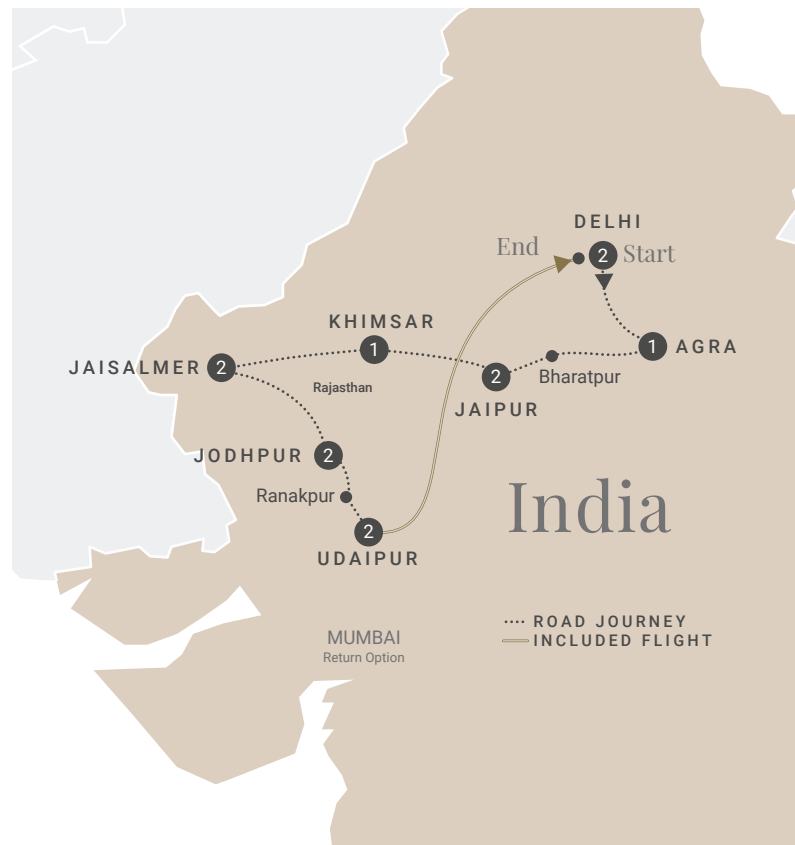 DELHI
End
2
Start
KHIMSAR
1
1
AGRA
JAISALMER
2
2
Bharatpur
Rajasthan
JAIPUR
JODHPUR
2
Ranakpur
India
2
UDAIPUR
ROAD JOURNEY
MUMBAI
INCLUDED FLIGHT
Return Option